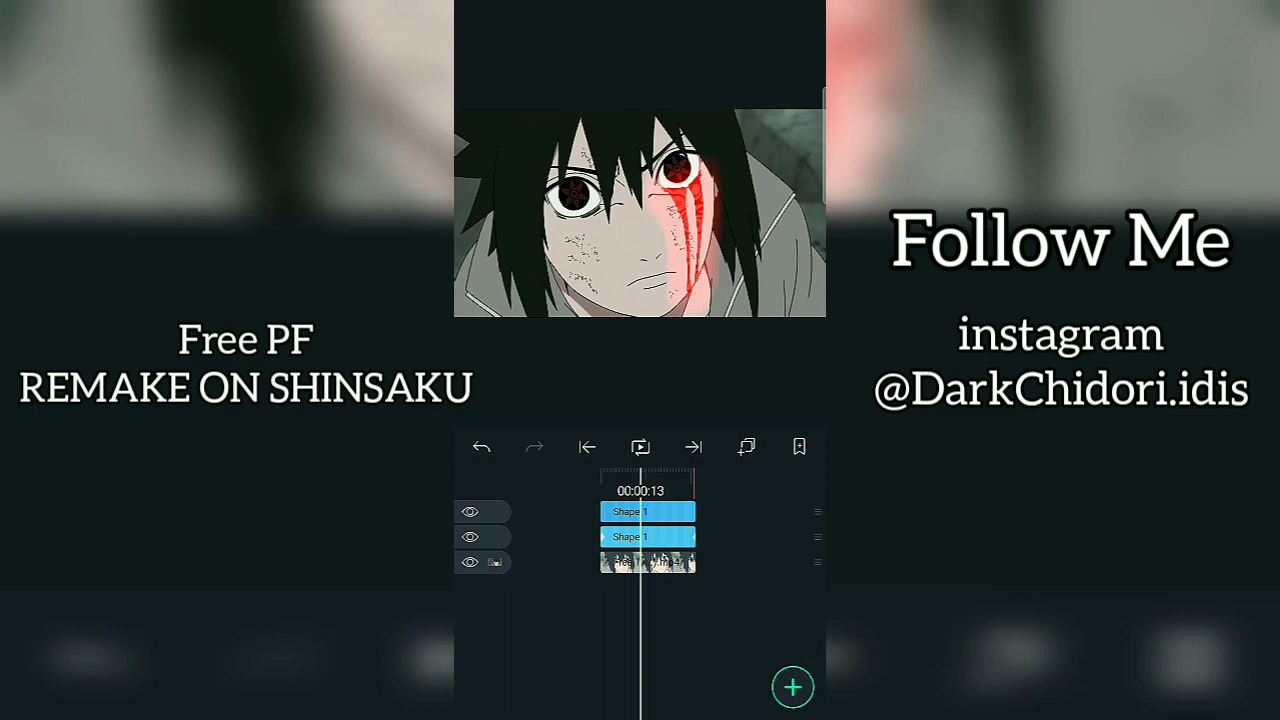 Free PF
REMAKE ON SHINSAKU
Follow Me
instagram
@DarkChidori.idis
00:00:13
Shape 1
Shape 1